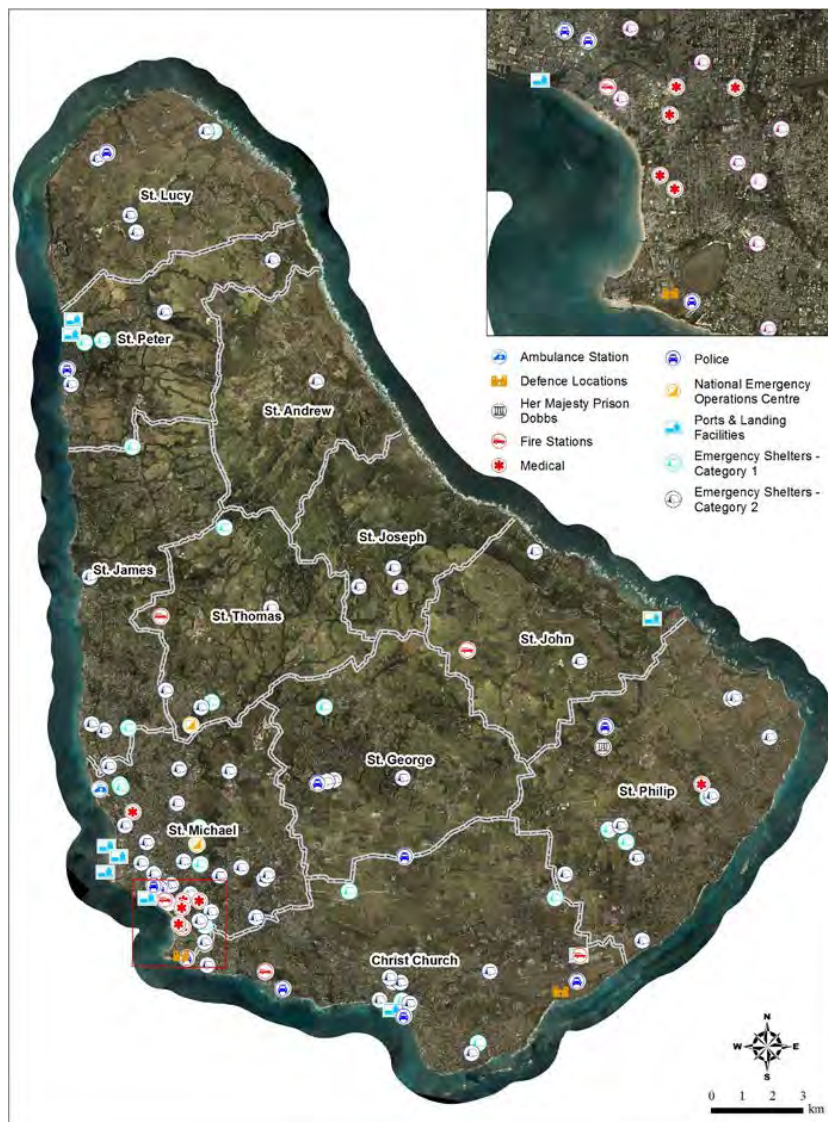 St. Lucy
St. Peter
St. Andrew
St. Joseph
St. James
St. Thomas
St. John
St. George
St. Philip
St. Michael
Christ Church
Ambulance Station
Defence Locations
Her Majesty Prison
Dobbs
Fire Stations
Medical
Police
National Emergency
Operations Centre
Ports & Landing
Facilities
Emergency Shelters -
Category 1
Emergency Shelters -
Category 2
N
W E
S
0 1 2 3
km